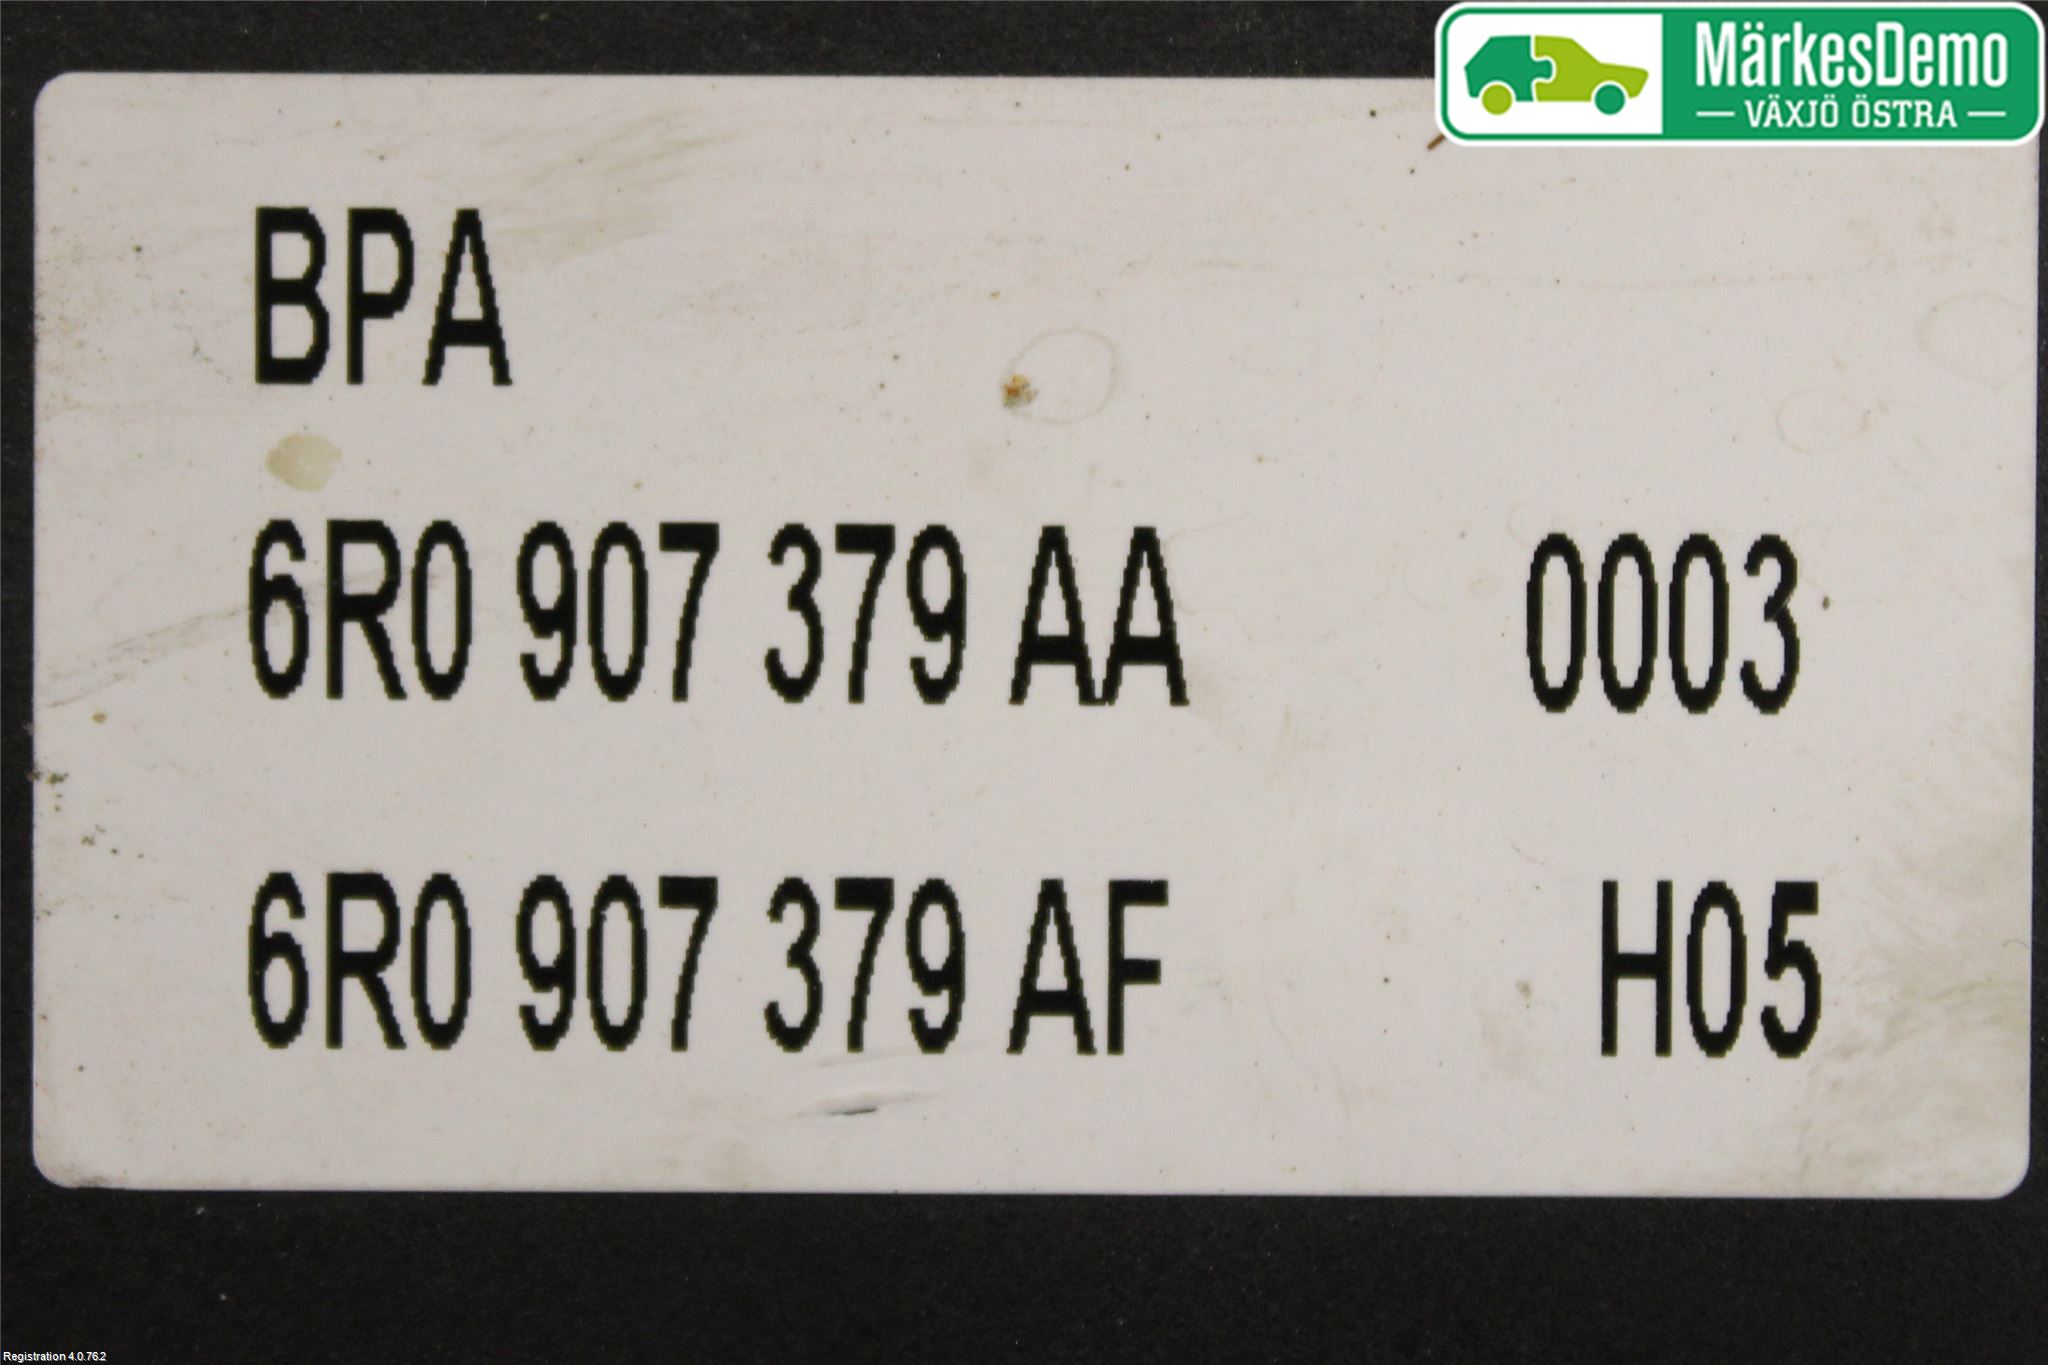 MärkesDemo
— VÄXJÖ ÖSTRA —
BPA
6R0 907 379 AA 0003
6R0 907 379 AF H05
Registration 4.0.76.2